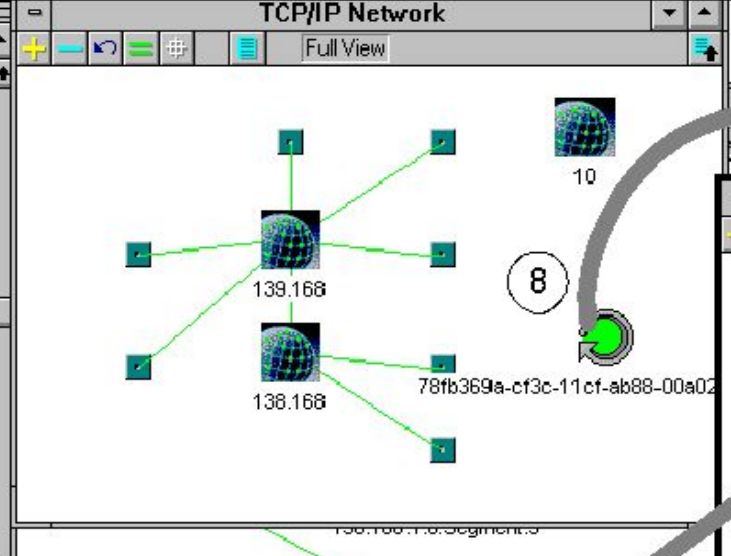 TCP/IP Network
Full View
10
139.168
8
138.168
78fb369a-cf3c-11cf-ab88-00a02